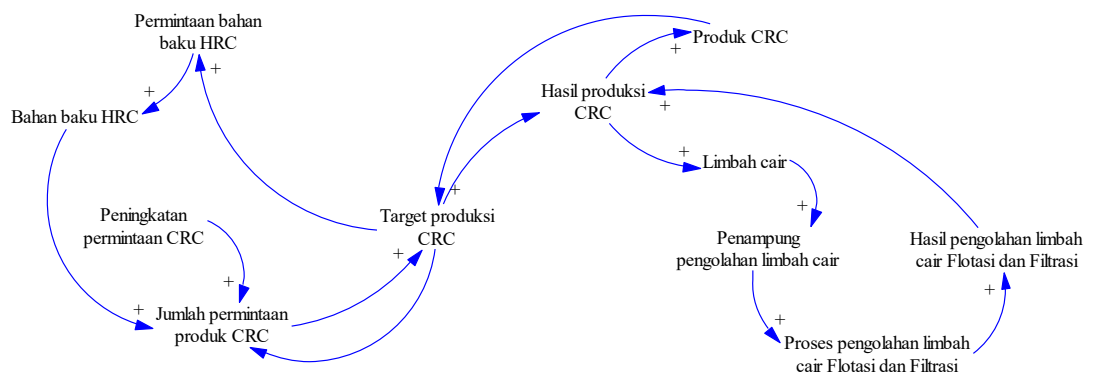 Permintaan bahan
baku HRC
+
+
Bahan baku HRC
Peningkatan
permintaan CRC
+
+
Jumlah permintaan
produk CRC
Target produksi
CRC
+
+
Hasil produksi
CRC
+
Produk CRC
+
+
Limbah cair
+
Penampung
pengolahan limbah cair
+
Proses pengolahan limbah
cair Flotasi dan Filtrasi
+
Hasil pengolahan limbah
cair Flotasi dan Filtrasi